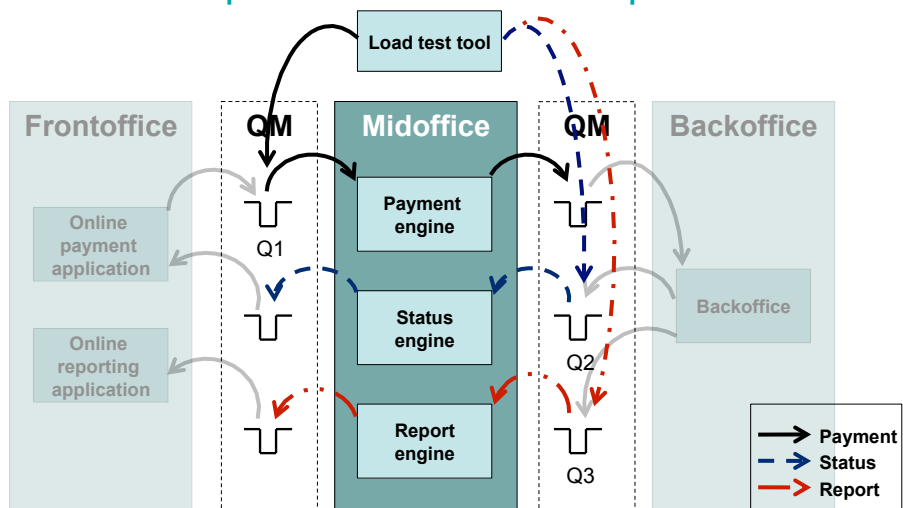 Load test tool
Frontoffice
QM
Midoffice
QM
Backoffice
Payment
engine
Online
payment
application
Q1
Status
engine
Backoffice
Online
reporting
application
Q2
Report
engine
Q3
Payment
Status
Report